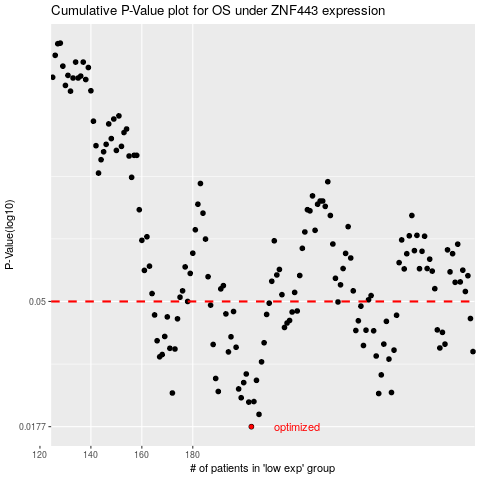 Cumulative P-Value plot for OS under ZNF443 expression
P-Value(log10)
0.05
0.0177
optimized
120
140
160
180
# of patients in 'low exp' group